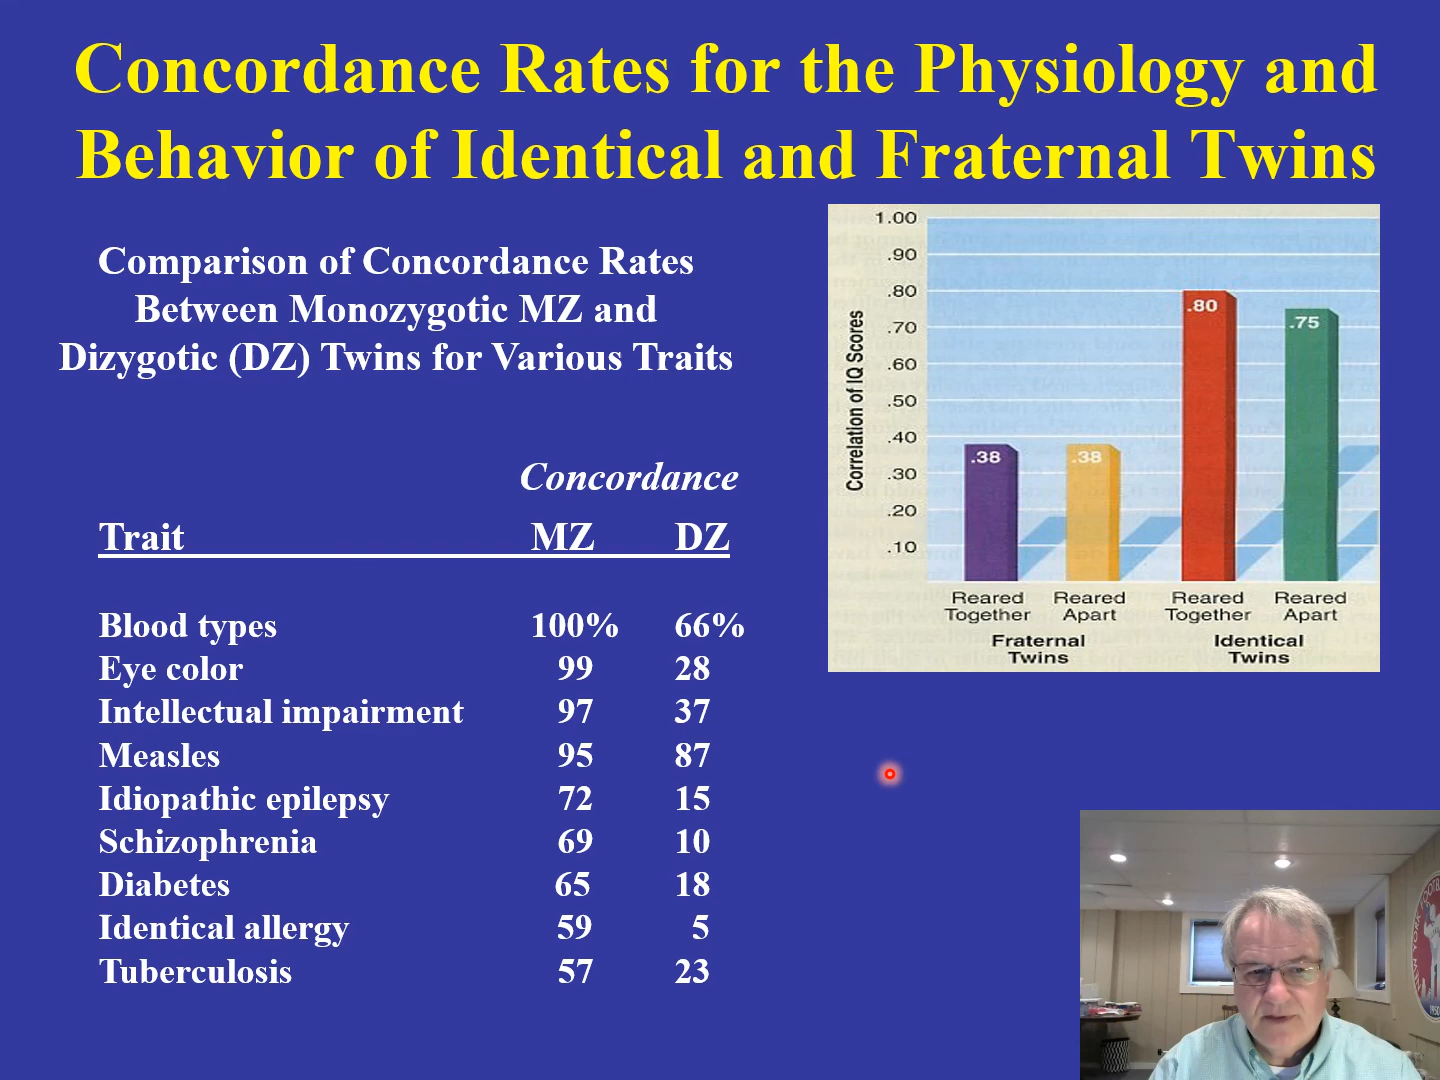 Concordance Rates for the Physiology and
Behavior of Identical and Fraternal Twins
Comparison of Concordance Rates
Between Monozygotic MZ and
Dizygotic (DZ) Twins for Various Traits
Concordance
Trait MZ DZ
Blood types 100% 66%
Eye color 99 28
Intellectual impairment 97 37
Measles 95 87
Idiopathic epilepsy 72 15
Schizophrenia 69 10
Diabetes 65 18
Identical allergy 59 5
Tuberculosis 57 23
Correlation of IQ Scores
1.00
.90
.80
.70
.60
.50
.40
.30
.20
.10
.38 .38 .80 .75
Reared Together
Reared Apart
Reared Together
Reared Apart
Fraternal Twins
Identical Twins
NEW YORK FOOTB